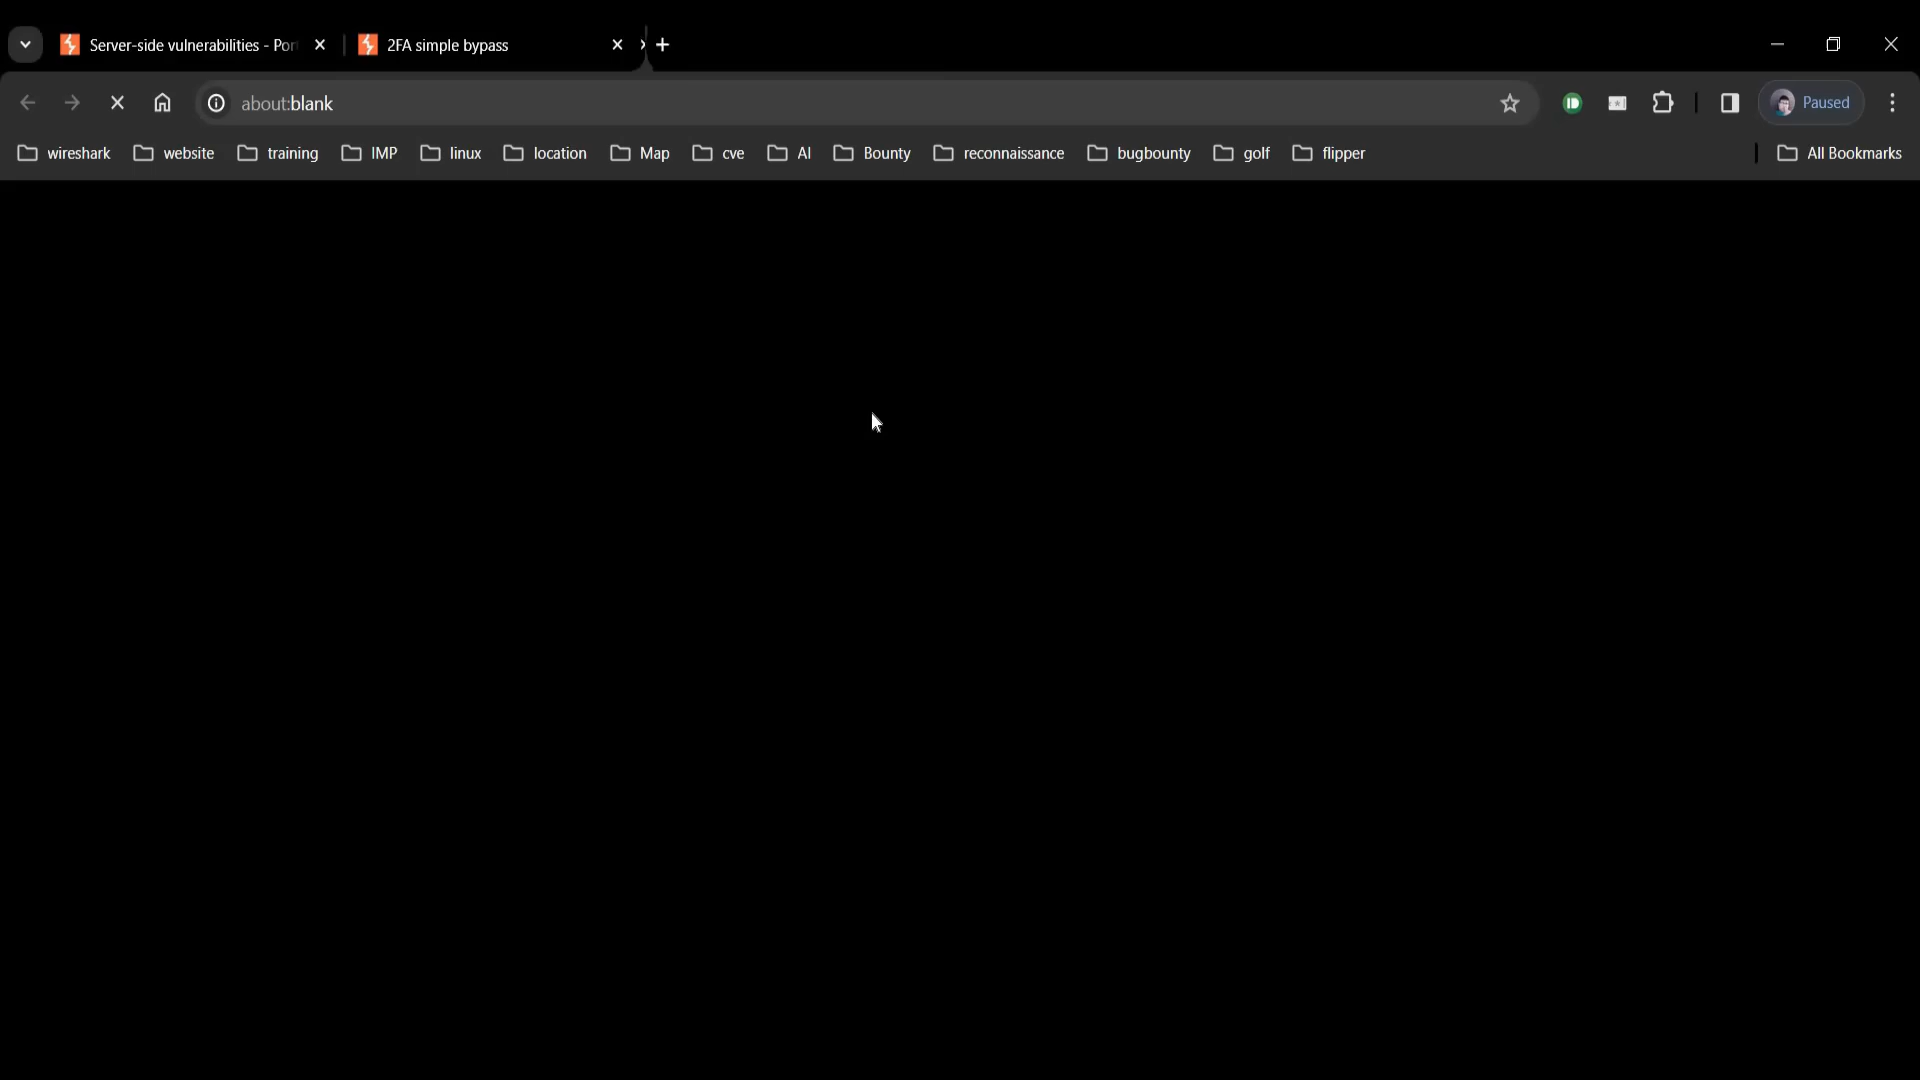 Server-side vulnerabilities - Por
2FA simple bypass
about:blank
Paused
wireshark website training IMP linux location Map cve AI Bounty reconnaissance bugbounty golf flipper All Bookmarks